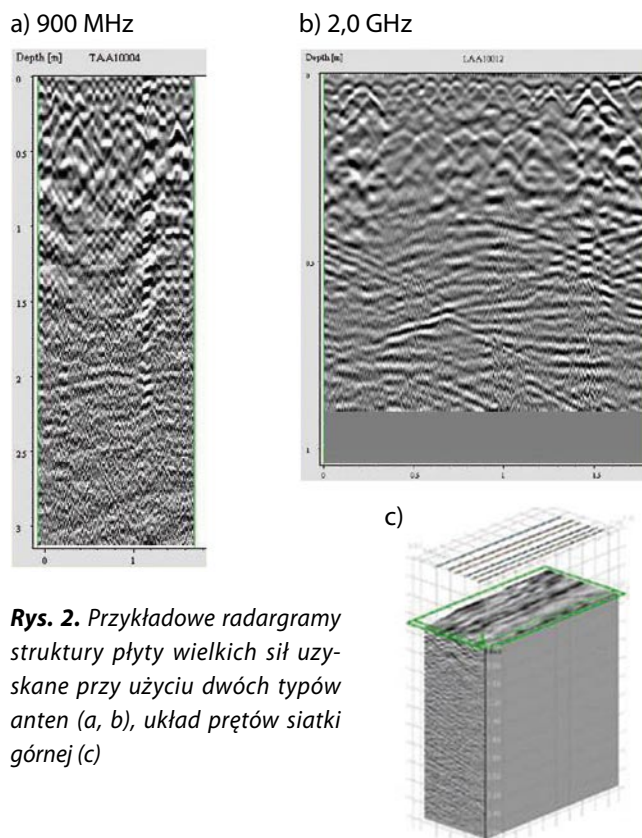 a) 900 MHz
Depth [m] TAA10004
0
0.5
1
1.5
2
2.5
3
0 1
b) 2,0 GHz
Depth [m] LAA10012
0
0.5
1
0 0.5 1 1.5
c)
Rys. 2. Przykładowe radargramy
struktury płyty wielkich sił uzy-
skane przy użyciu dwóch typów
anten (a, b), układ prętów siatki
górnej (c)